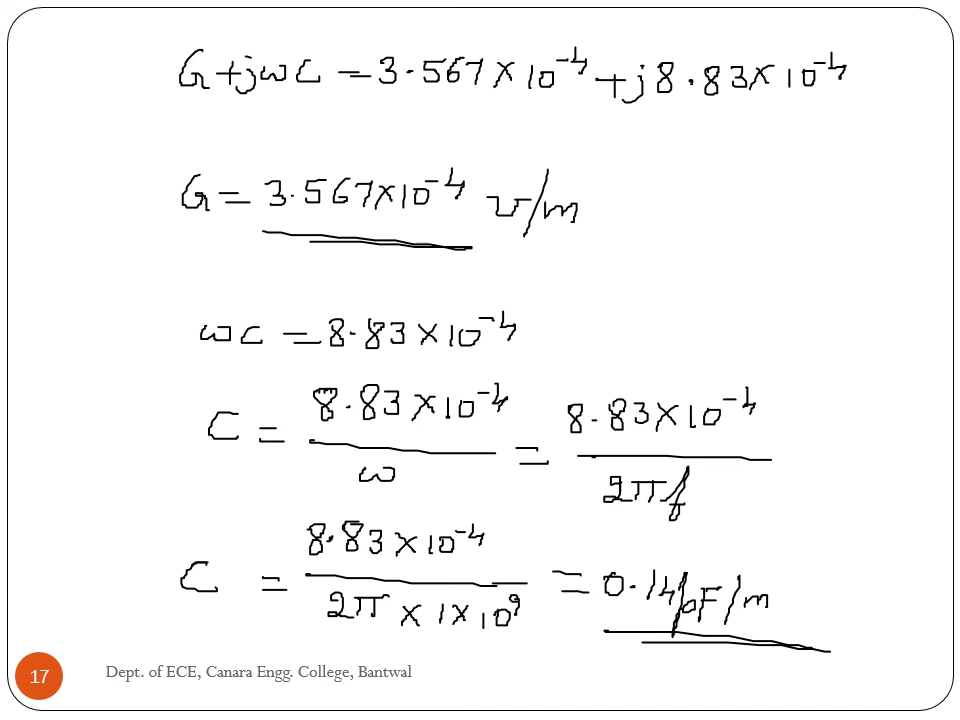 G+jωC = 3.567×10⁻⁴ + j8.83×10⁻⁴
G = 3.567×10⁻⁴ ℧/m
ωC = 8.83×10⁻⁴
C = 8.83×10⁻⁴/ω = 8.83×10⁻⁴/2πf
C = 8.83×10⁻⁴/2π×1×10⁹ = 0.14pF/m
17 Dept. of ECE, Canara Engg. College, Bantwal